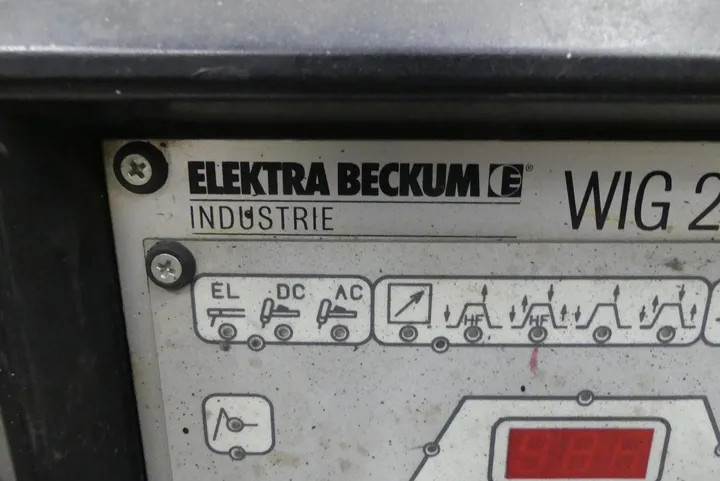 ELEKTRA BECKUM E®
INDUSTRIE
WIG 2
EL DC AC
HF HF